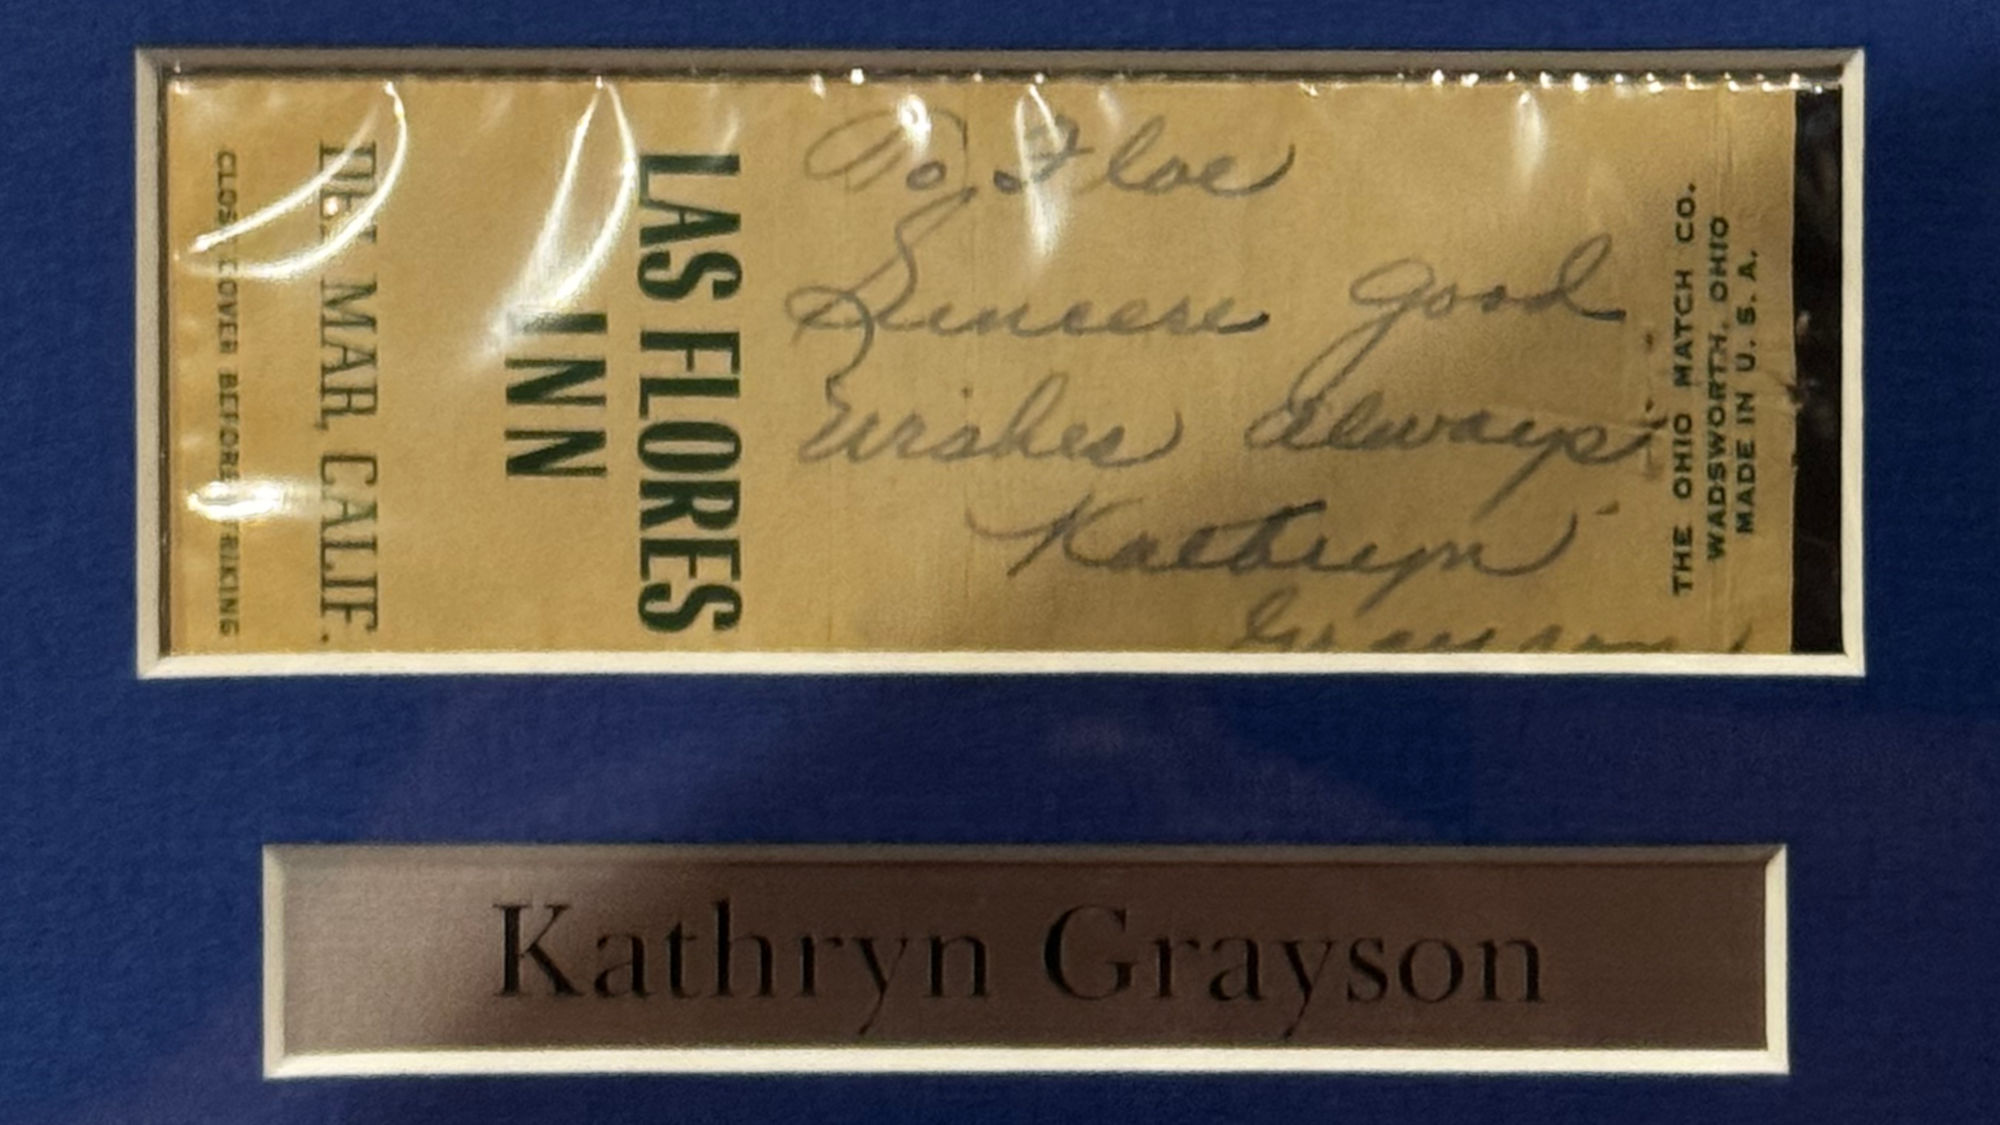 CLOSE COVER BEFORE STRIKING
DEL MAR, CALIF.
LAS FLORES
INN
To Floe
Sincere good
Wishes always
Kathryn
Grayson
THE OHIO MATCH CO.
WADSWORTH, OHIO
MADE IN U. S. A.
Kathryn Grayson